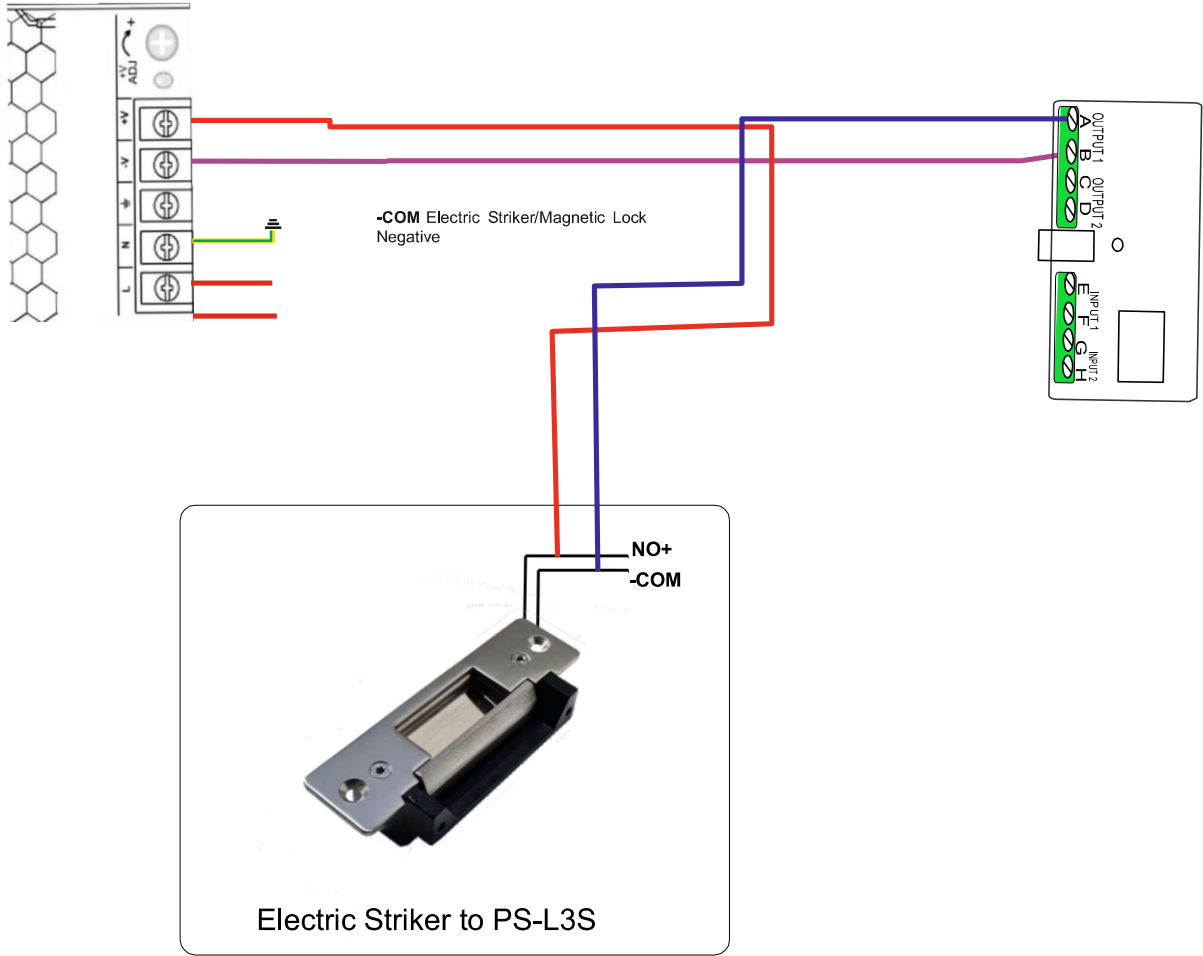 +
+V
ADJ
+V
-V
N
L
-COM Electric Striker/Magnetic Lock
Negative
A
B
C
D
OUTPUT 1
OUTPUT 2
E
F
G
H
INPUT 1
INPUT 2
NO+
-COM
Electric Striker to PS-L3S